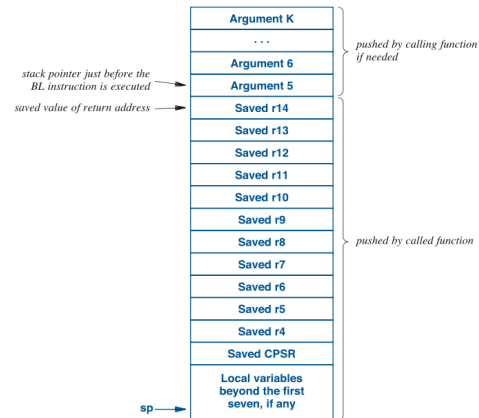 Argument K
. . .
Argument 6
Argument 5
pushed by calling function
if needed
stack pointer just before the
BL instruction is executed
saved value of return address
Saved r14
Saved r13
Saved r12
Saved r11
Saved r10
Saved r9
Saved r8
Saved r7
Saved r6
Saved r5
Saved r4
Saved CPSR
pushed by called function
Local variables
beyond the first
seven, if any
sp